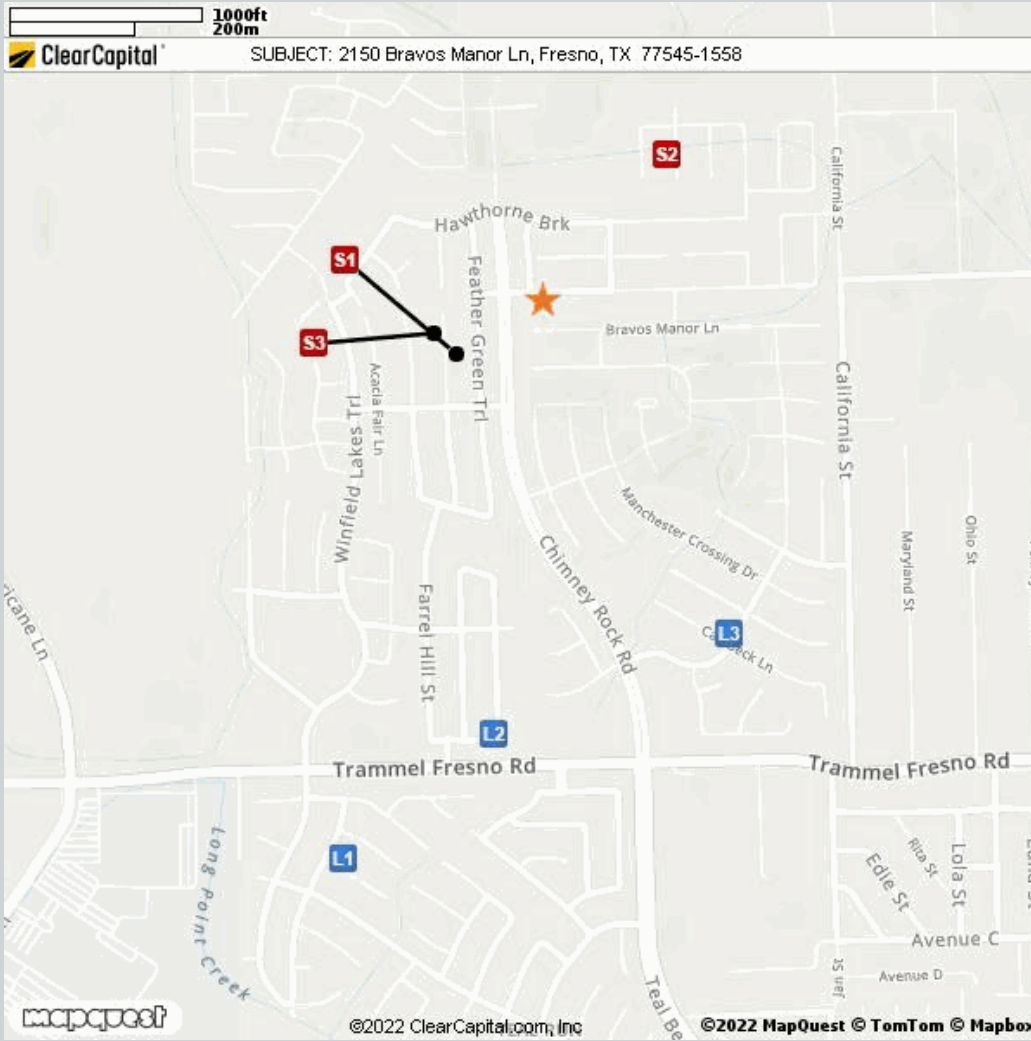 1000ft
200m
ClearCapital
SUBJECT: 2150 Bravos Manor Ln, Fresno, TX 77545-1558
S2
California St
Hawthorne Brk
S1
Feather Green Trl
Bravos Manor Ln
S3
Acacia Fair Ln
California St
Winfield Lakes Trl
Manchester Crossing Dr
Ohio St
Maryland St
Chimney Rock Rd
Farrel Hill St
L3
L2
Trammel Fresno Rd
Trammel Fresno Rd
Long Point Creek
L1
Rita St
Lola St
Edie St
Avenue C
Avenue D
Teal
mapquest
©2022 ClearCapital.com, Inc
©2022 MapQuest © TomTom © Mapbox